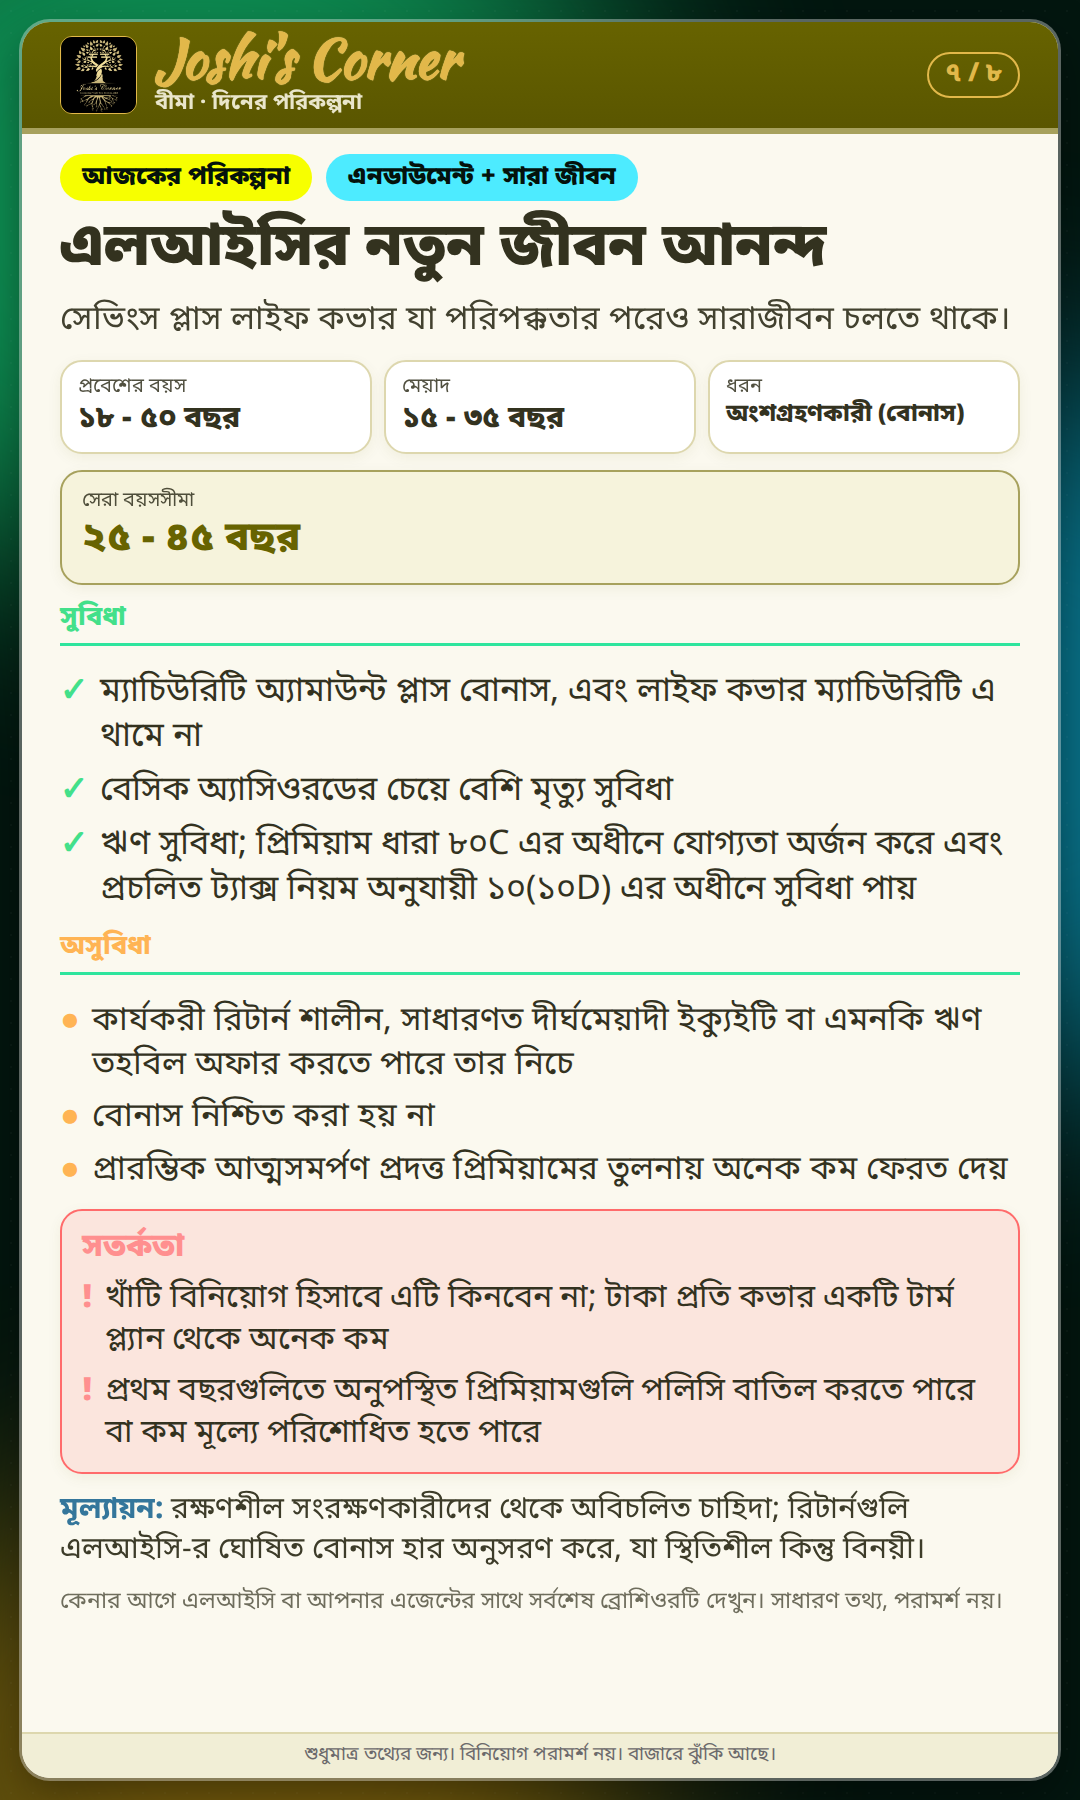 Joshi's Corner
বীমা · দিনের পরিকল্পনা
৭ / ৮
আজকের পরিকল্পনা
এনডাউমেন্ট + সারা জীবন
এলআইসির নতুন জীবন আনন্দ
সেভিংস প্লাস লাইফ কভার যা পরিপক্কতার পরেও সারাজীবন চলতে থাকে।
প্রবেশের বয়স
১৮ - ৫০ বছর
মেয়াদ
১৫ - ৩৫ বছর
ধরন
অংশগ্রহণকারী (বোনাস)
সেরা বয়সসীমা
২৫ - ৪৫ বছর
সুবিধা
✓ ম্যাচিউরিটি অ্যামাউন্ট প্লাস বোনাস, এবং লাইফ কভার ম্যাচিউরিটি এ
থামে না
✓ বেসিক অ্যাসিওরডের চেয়ে বেশি মৃত্যু সুবিধা
✓ ঋণ সুবিধা; প্রিমিয়াম ধারা ৮০C এর অধীনে যোগ্যতা অর্জন করে এবং
প্রচলিত ট্যাক্স নিয়ম অনুযায়ী ১০(১০D) এর অধীনে সুবিধা পায়
অসুবিধা
● কার্যকরী রিটার্ন শালীন, সাধারণত দীর্ঘমেয়াদী ইক্যুইটি বা এমনকি ঋণ
তহবিল অফার করতে পারে তার নিচে
● বোনাস নিশ্চিত করা হয় না
● প্রারম্ভিক আত্মসমর্পণ প্রদত্ত প্রিমিয়ামের তুলনায় অনেক কম ফেরত দেয়
সতর্কতা
! খাঁটি বিনিয়োগ হিসাবে এটি কিনবেন না; টাকা প্রতি কভার একটি টার্ম
প্ল্যান থেকে অনেক কম
! প্রথম বছরগুলিতে অনুপস্থিত প্রিমিয়ামগুলি পলিসি বাতিল করতে পারে
বা কম মূল্যে পরিশোধিত হতে পারে
মূল্যায়ন: রক্ষণশীল সংরক্ষণকারীদের থেকে অবিচলিত চাহিদা; রিটার্নগুলি
এলআইসি-র ঘোষিত বোনাস হার অনুসরণ করে, যা স্থিতিশীল কিন্তু বিনয়ী।
কেনার আগে এলআইসি বা আপনার এজেন্টের সাথে সর্বশেষ ব্রোশিওরটি দেখুন। সাধারণ তথ্য, পরামর্শ নয়।
শুধুমাত্র তথ্যের জন্য। বিনিয়োগ পরামর্শ নয়। বাজারে ঝুঁকি আছে।